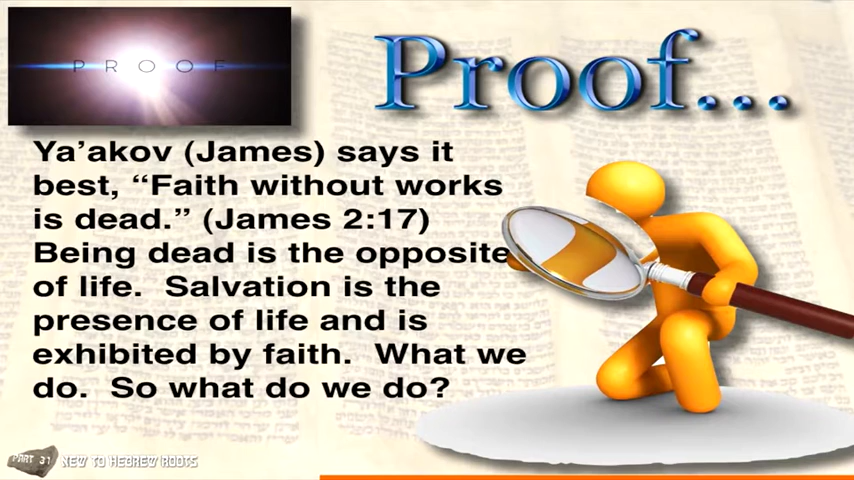 PROOF
Proof...
Ya’akov (James) says it
best, “Faith without works
is dead.” (James 2:17)
Being dead is the opposite
of life.  Salvation is the
presence of life and is
exhibited by faith.  What we
do.  So what do we do?
PART 31 NEW TO HEBREW ROOTS